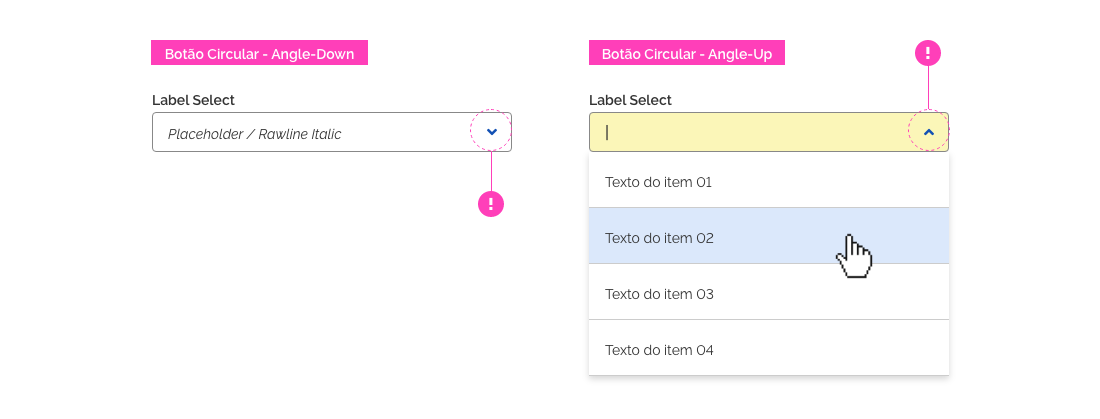 Botão Circular - Angle-Down
Label Select
Placeholder / Rawline Italic
!
Botão Circular - Angle-Up
!
Label Select
Texto do item 01
Texto do item 02
Texto do item 03
Texto do item 04